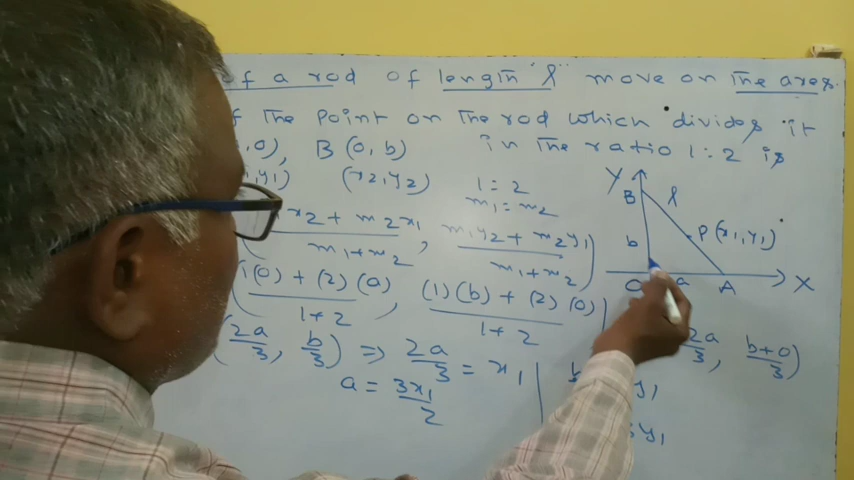 of a rod of length "l" move on the axes.
The point on the rod which divides it
,0), B (0, b) in the ratio 1:2 is
,y1) (x2, y2) 1:2
m1:m2
x2 + m2x1 / m1+m2 , m1y2 + m2y1 / m1+m2 )
1(0) + (2)(a) / 1+2 , (1)(b) + (2)(0) / 1+2 )
(2a/3, b/3) => 2a/3 = x1
a = 3x1/2
Y
B
l
b
P(x1, y1)
O a A X
2a/3, b+0/3)
y1
y1